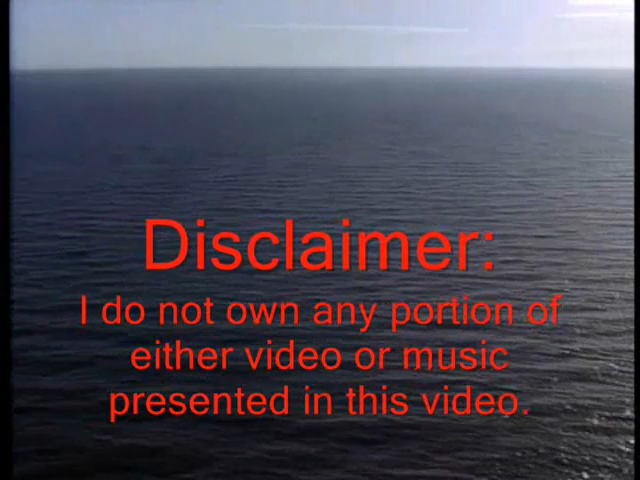 Disclaimer:
I do not own any portion of
either video or music
presented in this video.